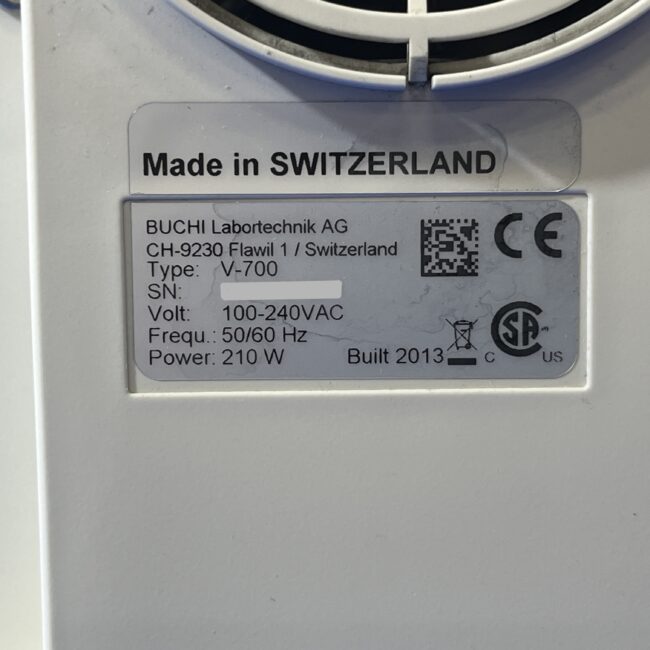 Made in SWITZERLAND
BUCHI Labortechnik AG
CH-9230 Flawil 1 / Switzerland
Type: V-700
SN:
Volt: 100-240VAC
Frequ.: 50/60 Hz
Power: 210 W
Built 2013
CE
SA
C US